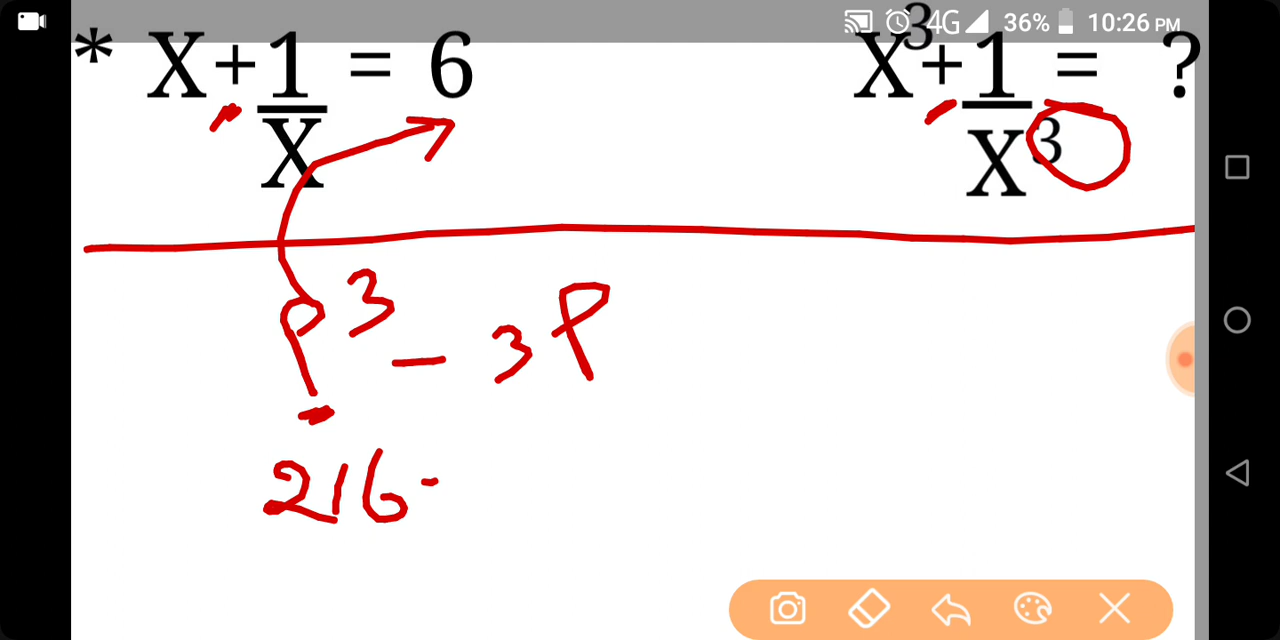 4G 36% 10:26 PM
* X+1/X = 6 X³+1/X³ = ?
P³ - 3P
216-